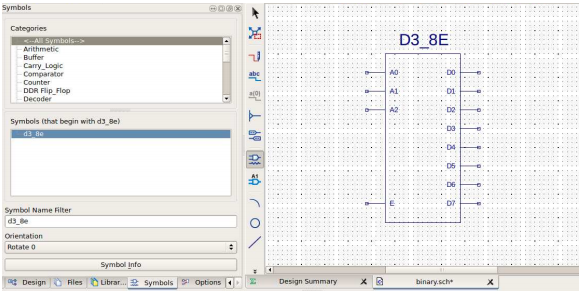 Symbols
Categories
<--All Symbols-->
Arithmetic
Buffer
Carry_Logic
Comparator
Counter
DDR Flip_Flop
Decoder
Symbols (that begin with d3_8e)
d3_8e
Symbol Name Filter
d3_8e
Orientation
Rotate 0
Symbol Info
Design
Files
Librar...
Symbols
Options
abc
a(0)
A1
D3_8E
A0 D0
A1 D1
A2 D2
D3
D4
D5
D6
E D7
Design Summary
binary.sch*